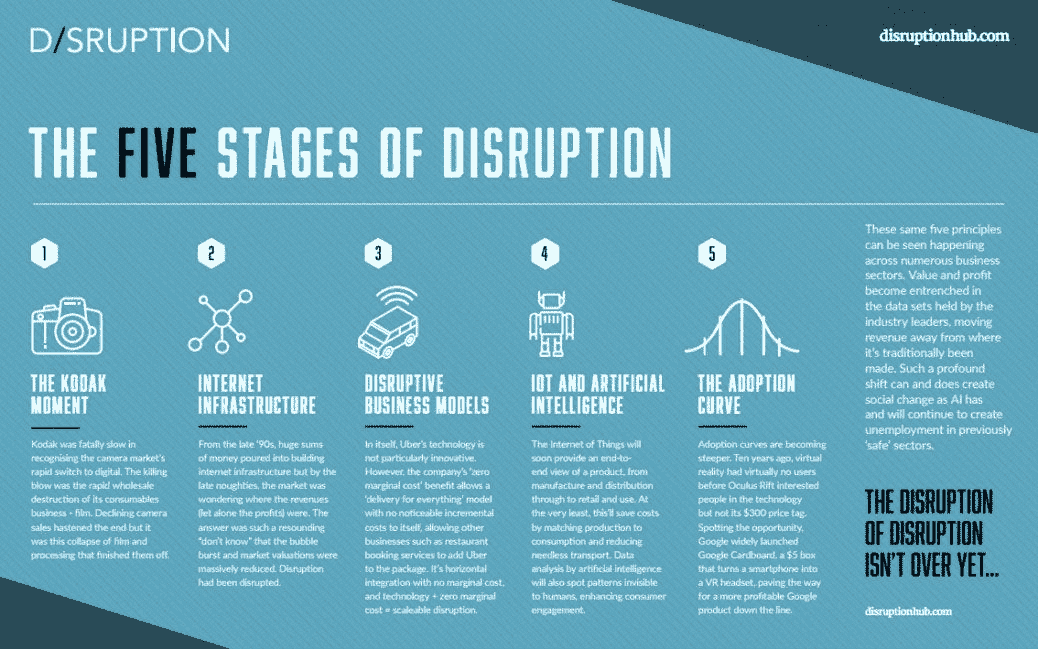 D/SRUPTION
disruptionhub.com
THE FIVE STAGES OF DISRUPTION
1
THE KODAK
MOMENT
Kodak was fatally slow in
recognising the camera market's
rapid switch to digital. The killing
blow was the rapid wholesale
destruction of its consumables
business - film. Declining camera
sales hastened the end but it
was this collapse of film and
processing that finished them off.
2
INTERNET
INFRASTRUCTURE
From the late '90s, huge sums
of money poured into building
internet infrastructure but by the
late noughties, the market was
wondering where the revenues
(let alone the profits) were. The
answer was such a resounding
"don't know" that the bubble
burst and market valuations were
massively reduced. Disruption
had been disrupted.
3
DISRUPTIVE
BUSINESS MODELS
In itself, Uber's technology is
not particularly innovative.
However, the company's 'zero
marginal cost' benefit allows a
'delivery for everything' model
with no noticeable incremental
costs to itself, allowing other
businesses such as restaurant
booking services to add Uber
to the package. It's horizontal
integration with no marginal cost,
and technology + zero marginal
cost = scaleable disruption.
4
IOT AND ARTIFICIAL
INTELLIGENCE
The Internet of Things will
soon provide an end-to-
end view of a product, from
manufacture and distribution
through to retail and use. At
the very least, this'll save costs
by matching production to
consumption and reducing
needless transport. Data
analysis by artificial intelligence
will also spot patterns invisible
to humans, enhancing consumer
engagement.
5
THE ADOPTION
CURVE
Adoption curves are becoming
steeper. Ten years ago, virtual
reality had virtually no users
before Oculus Rift interested
people in the technology
but not its $300 price tag.
Spotting the opportunity,
Google widely launched
Google Cardboard, a $5 box
that turns a smartphone into
a VR headset, paving the way
for a more profitable Google
product down the line.
These same five principles
can be seen happening
across numerous business
sectors. Value and profit
become entrenched in
the data sets held by the
industry leaders, moving
revenue away from where
it's traditionally been
made. Such a profound
shift can and does create
social change as AI has
and will continue to create
unemployment in previously
'safe' sectors.
THE DISRUPTION
OF DISRUPTION
ISN'T OVER YET...
disruptionhub.com